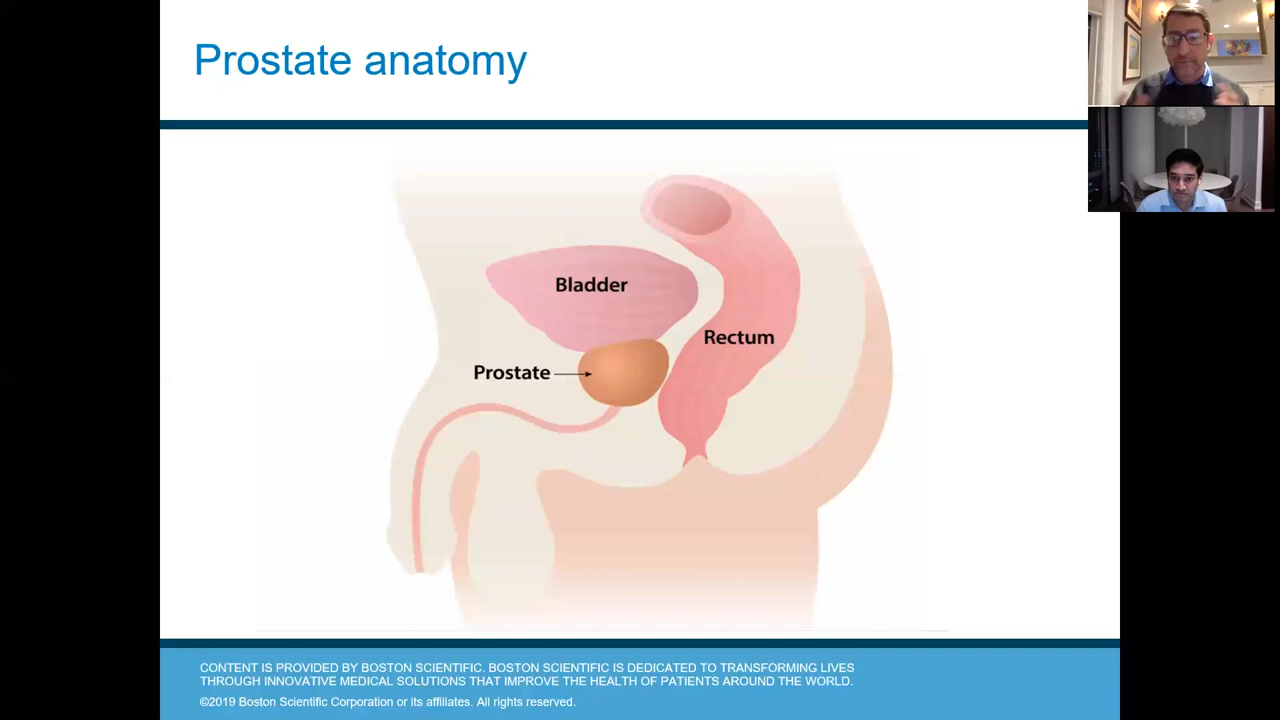 Prostate anatomy
Bladder
Rectum
Prostate
CONTENT IS PROVIDED BY BOSTON SCIENTIFIC. BOSTON SCIENTIFIC IS DEDICATED TO TRANSFORMING LIVES
THROUGH INNOVATIVE MEDICAL SOLUTIONS THAT IMPROVE THE HEALTH OF PATIENTS AROUND THE WORLD.
©2019 Boston Scientific Corporation or its affiliates. All rights reserved.